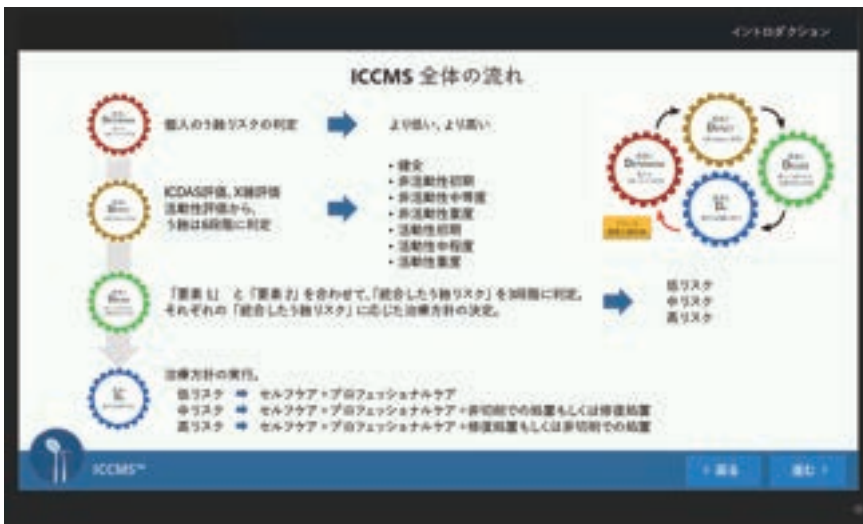 イントロダクション
ICCMS 全体の流れ
個人のう蝕リスクの判定
より低い、より高い
ICDAS評価、X線評価
活動性評価から、
う蝕は6段階に判定
・健全
・非活動性初期
・非活動性中等度
・非活動性重度
・活動性初期
・活動性中程度
・活動性重度
「要素1」 と「要素2」を合わせて、「統合したう蝕リスク」を3段階に判定。
それぞれの「統合したう蝕リスク」に応じた治療方針の決定。
低リスク
中リスク
高リスク
治療方針の実行。
低リスク ➡ セルフケア+プロフェッショナルケア
中リスク ➡ セルフケア+プロフェッショナルケア+非切削での処置もしくは修復処置
高リスク ➡ セルフケア+プロフェッショナルケア+修復処置もしくは非切削での処置
ICCMS™
戻る
進む